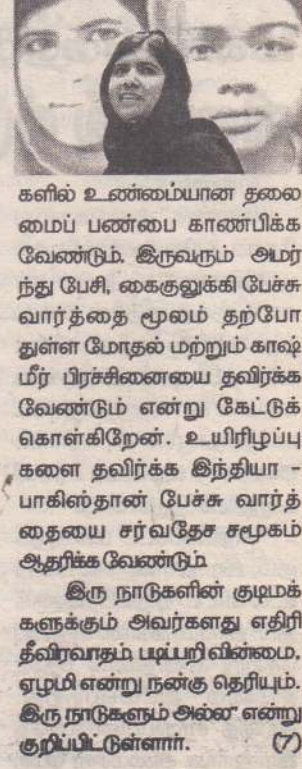 களில் உண்மையான தலை
மைப் பண்பை காண்பிக்க
வேண்டும். இருவரும் அமர்
ந்து பேசி, கைகுலுக்கி பேச்சு
வார்த்தை மூலம் தற்போ
துள்ள மோதல் மற்றும் காஷ்
மீர் பிரச்சினையை தவிர்க்க
வேண்டும் என்று கேட்டுக்
கொள்கிறேன். உயிரிழப்பு
களை தவிர்க்க இந்தியா -
பாகிஸ்தான் பேச்சு வார்த்
தையை சர்வதேச சமூகம்
ஆதரிக்க வேண்டும்.
இரு நாடுகளின் குடிமக்
களுக்கும் அவர்களது எதிரி
தீவிரவாதம், படிப்பறிவின்மை,
ஏழமி என்று நன்கு தெரியும்.
இரு நாடுகளும் அல்ல" என்று
குறிப்பிட்டுள்ளார். (7)